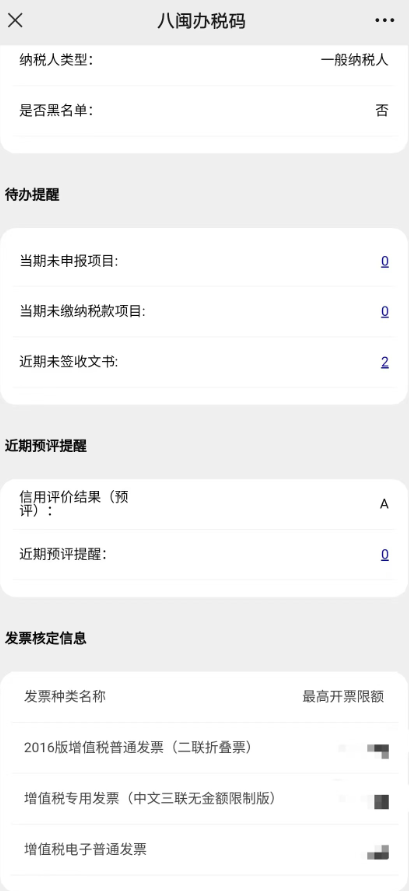 八闽办税码
纳税人类型： 一般纳税人
是否黑名单： 否
待办提醒
当期未申报项目: 0
当期未缴纳税款项目: 0
近期未签收文书: 2
近期预评提醒
信用评价结果（预
评）： A
近期预评提醒： 0
发票核定信息
发票种类名称 最高开票限额
2016版增值税普通发票（二联折叠票）
增值税专用发票（中文三联无金额限制版）
增值税电子普通发票